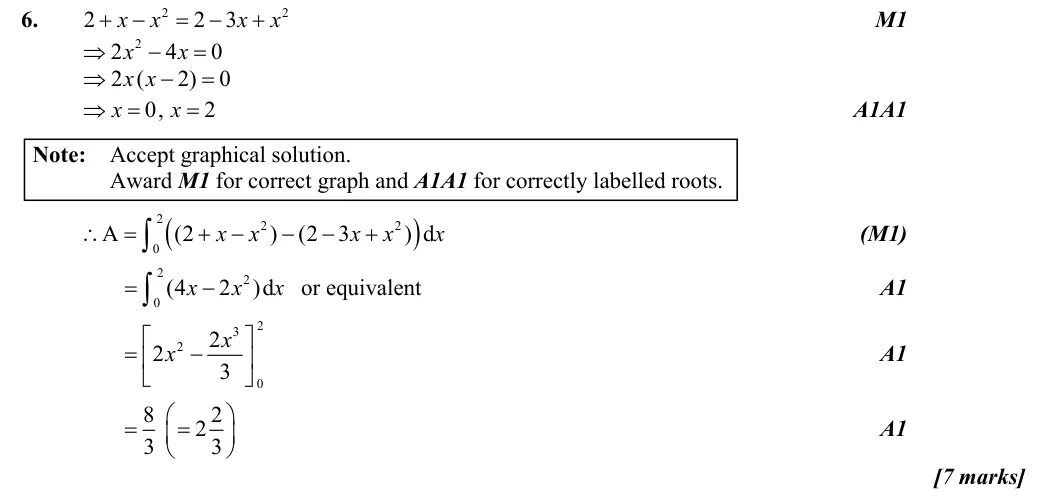 6. 2 + x − x² = 2 − 3x + x² M1
⇒ 2x² − 4x = 0
⇒ 2x(x − 2) = 0
⇒ x = 0, x = 2 A1A1
Note: Accept graphical solution.
Award M1 for correct graph and A1A1 for correctly labelled roots.
∴ A = ∫₀²((2 + x − x²) − (2 − 3x + x²))dx (M1)
= ∫₀²(4x − 2x²)dx or equivalent A1
= [2x² − 2x³/3]₀² A1
= 8/3 (= 2 2/3) A1
[7 marks]